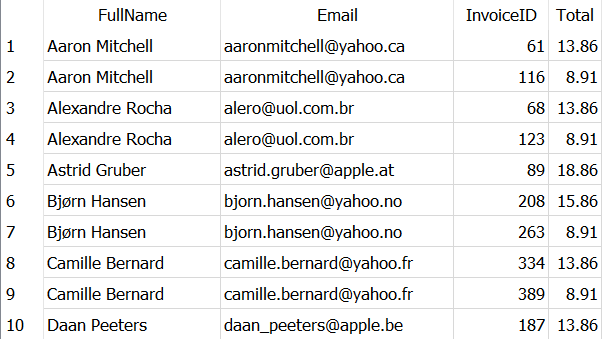 FullName Email InvoiceID Total
1 Aaron Mitchell aaronmitchell@yahoo.ca 61 13.86
2 Aaron Mitchell aaronmitchell@yahoo.ca 116 8.91
3 Alexandre Rocha alero@uol.com.br 68 13.86
4 Alexandre Rocha alero@uol.com.br 123 8.91
5 Astrid Gruber astrid.gruber@apple.at 89 18.86
6 Bjørn Hansen bjorn.hansen@yahoo.no 208 15.86
7 Bjørn Hansen bjorn.hansen@yahoo.no 263 8.91
8 Camille Bernard camille.bernard@yahoo.fr 334 13.86
9 Camille Bernard camille.bernard@yahoo.fr 389 8.91
10 Daan Peeters daan_peeters@apple.be 187 13.86